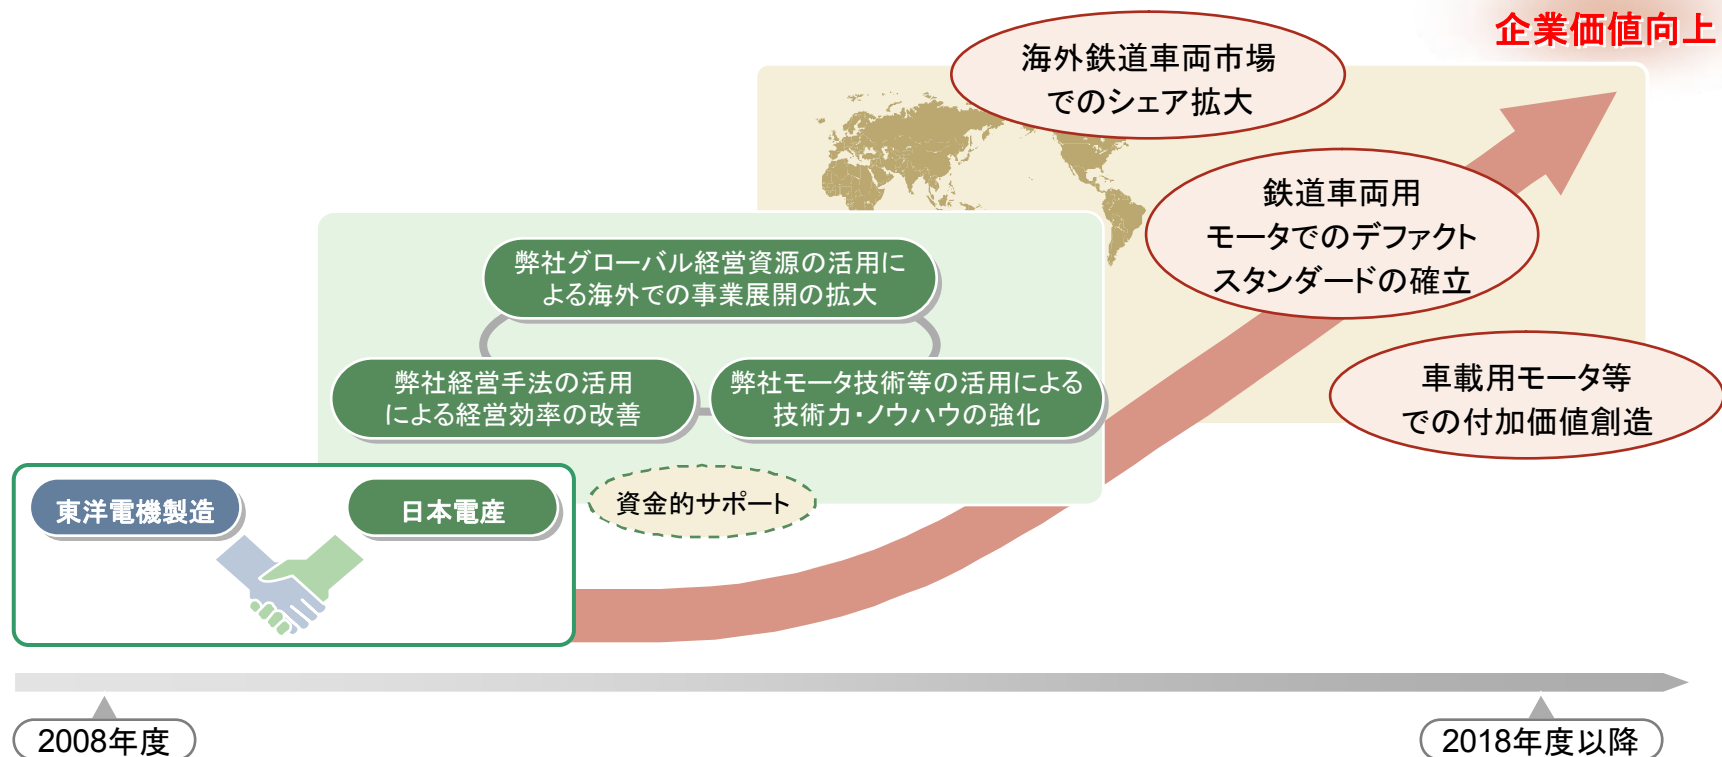 企業価値向上
海外鉄道車両市場
でのシェア拡大
鉄道車両用
モータでのデファクト
スタンダードの確立
車載用モータ等
での付加価値創造
弊社グローバル経営資源の活用に
よる海外での事業展開の拡大
弊社経営手法の活用
による経営効率の改善
弊社モータ技術等の活用による
技術力・ノウハウの強化
資金的サポート
東洋電機製造
日本電産
2008年度
2018年度以降